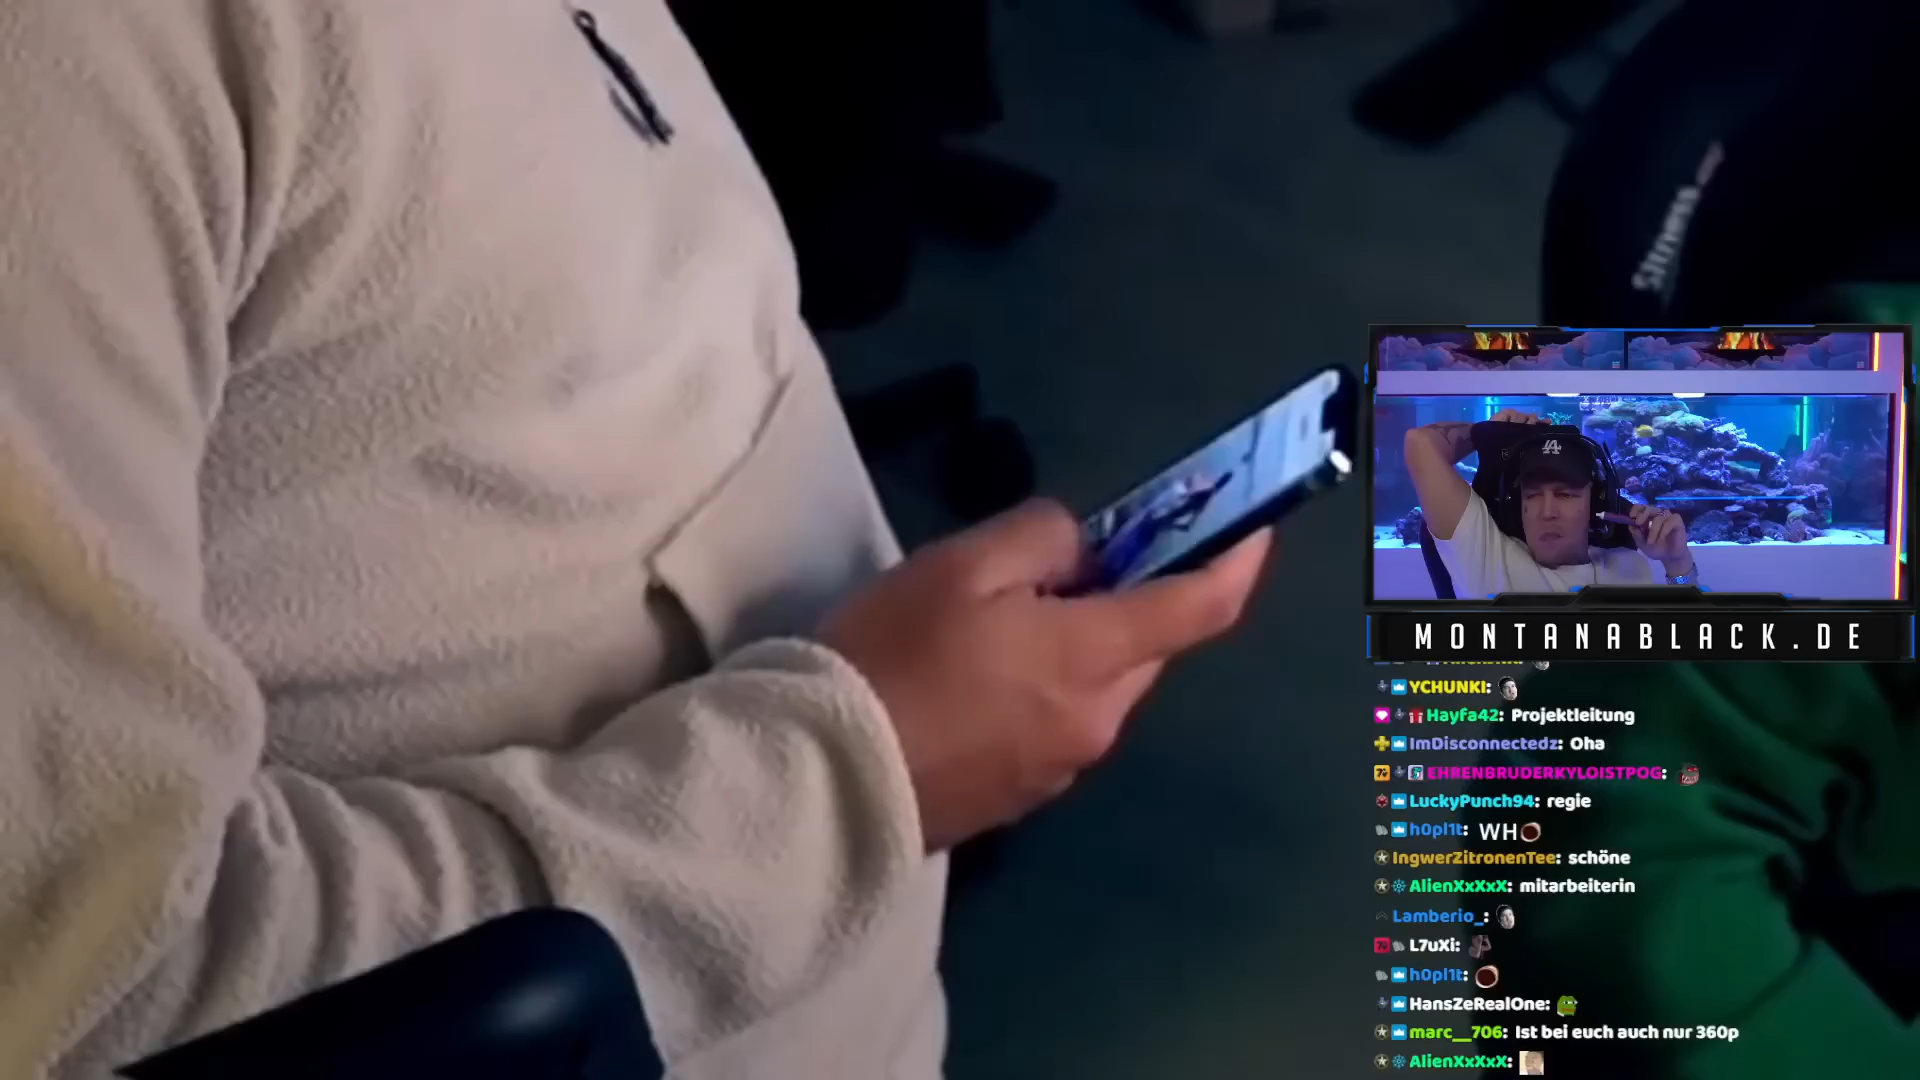 LA
MONTANABLACK.DE
YCHUNKI:
Hayfa42: Projektleitung
ImDisconnectedz: Oha
EHRENBRUDERKYLOISTPOG:
LuckyPunch94: regie
h0pl1t: WH
IngwerZitronenTee: schöne
AlienXxXxX: mitarbeiterin
Lamberio_:
L7uXi:
h0pl1t:
HansZeRealOne:
marc__706: Ist bei euch auch nur 360p
AlienXxXxX: